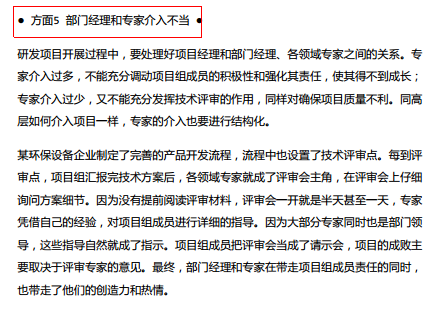 ● 方面5 部门经理和专家介入不当 ●
研发项目开展过程中，要处理好项目经理和部门经理、各领域专家之间的关系。专
家介入过多，不能充分调动项目组成员的积极性和强化其责任，使其得不到成长；
专家介入过少，又不能充分发挥技术评审的作用，同样对确保项目质量不利。同高
层如何介入项目一样，专家的介入也要进行结构化。
某环保设备企业制定了完善的产品开发流程，流程中也设置了技术评审点。每到评
审点，项目组汇报完技术方案后，各领域专家就成了评审会主角，在评审会上仔细
询问方案细节。因为没有提前阅读评审材料，评审会一开就是半天甚至一天，专家
凭借自己的经验，对项目组成员进行详细的指导。因为大部分专家同时也是部门领
导，这些指导自然就成了指示。项目组成员把评审会当成了请示会，项目的成败主
要取决于评审专家的意见。最终，部门经理和专家在带走项目组成员责任的同时，
也带走了他们的创造力和热情。